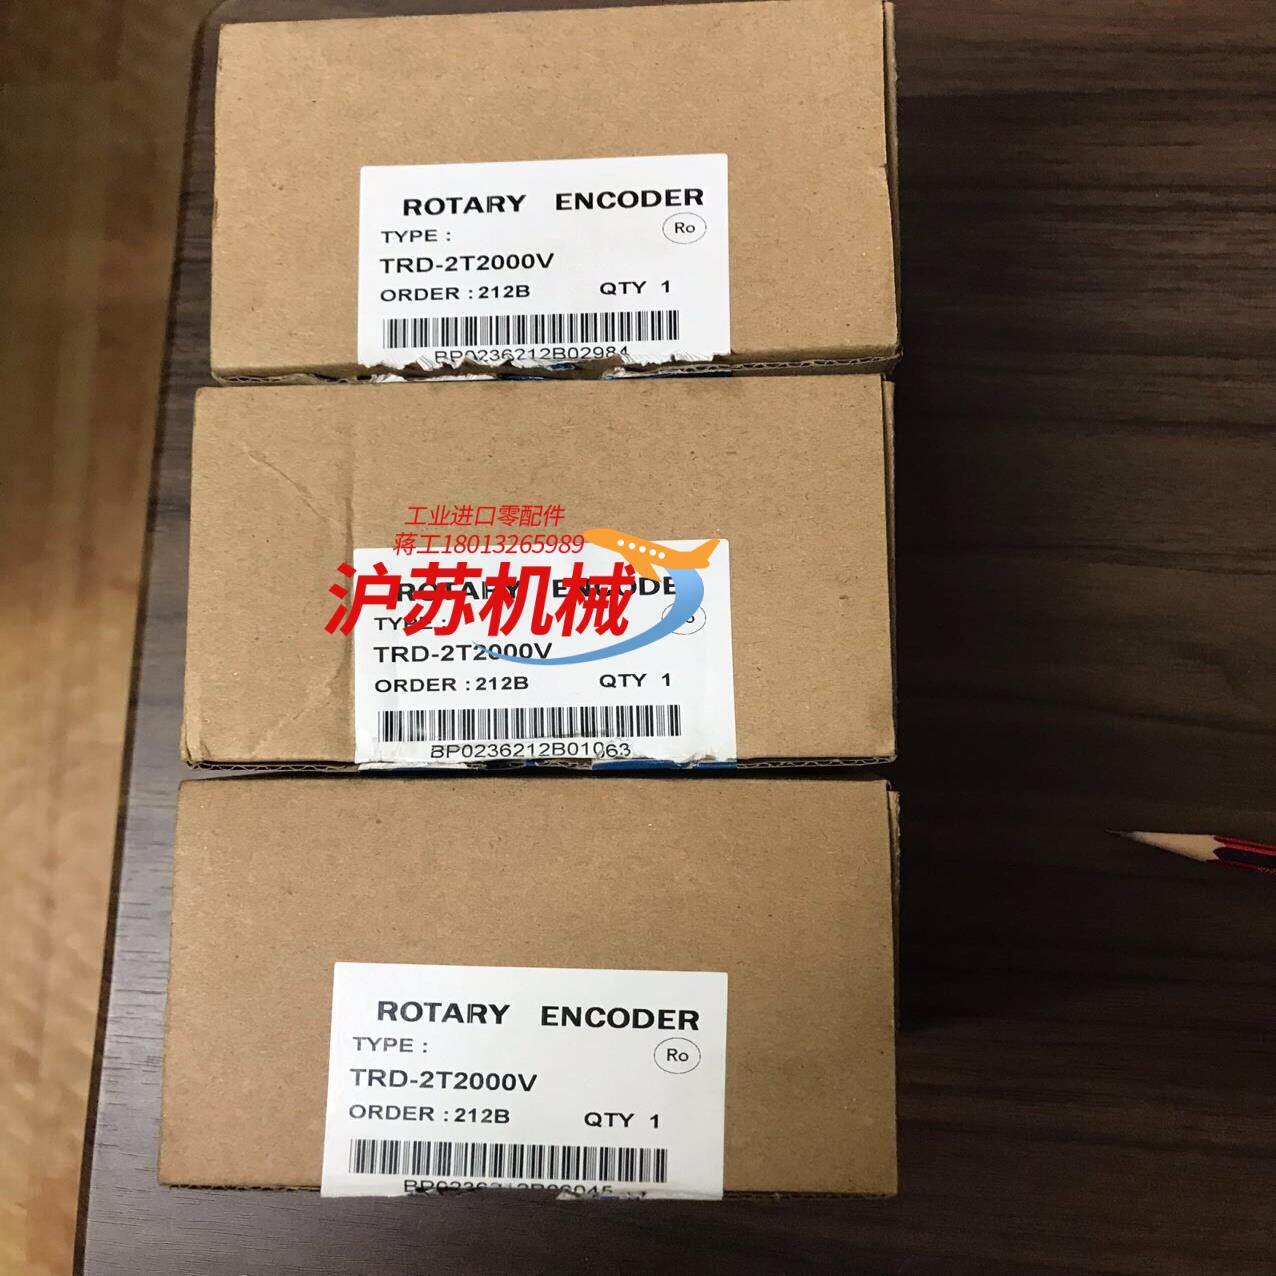 ROTARY ENCODER
Ro
TYPE :
TRD-2T2000V
ORDER : 212B QTY 1
BP0236212B02984
工业进口零配件
蒋工18013265989
沪苏机械
ROTARY ENCODE
TYPE :
TRD-2T2000V
ORDER : 212B QTY 1
BP0236212B01063
ROTARY ENCODER
TYPE :
Ro
TRD-2T2000V
ORDER : 212B QTY 1